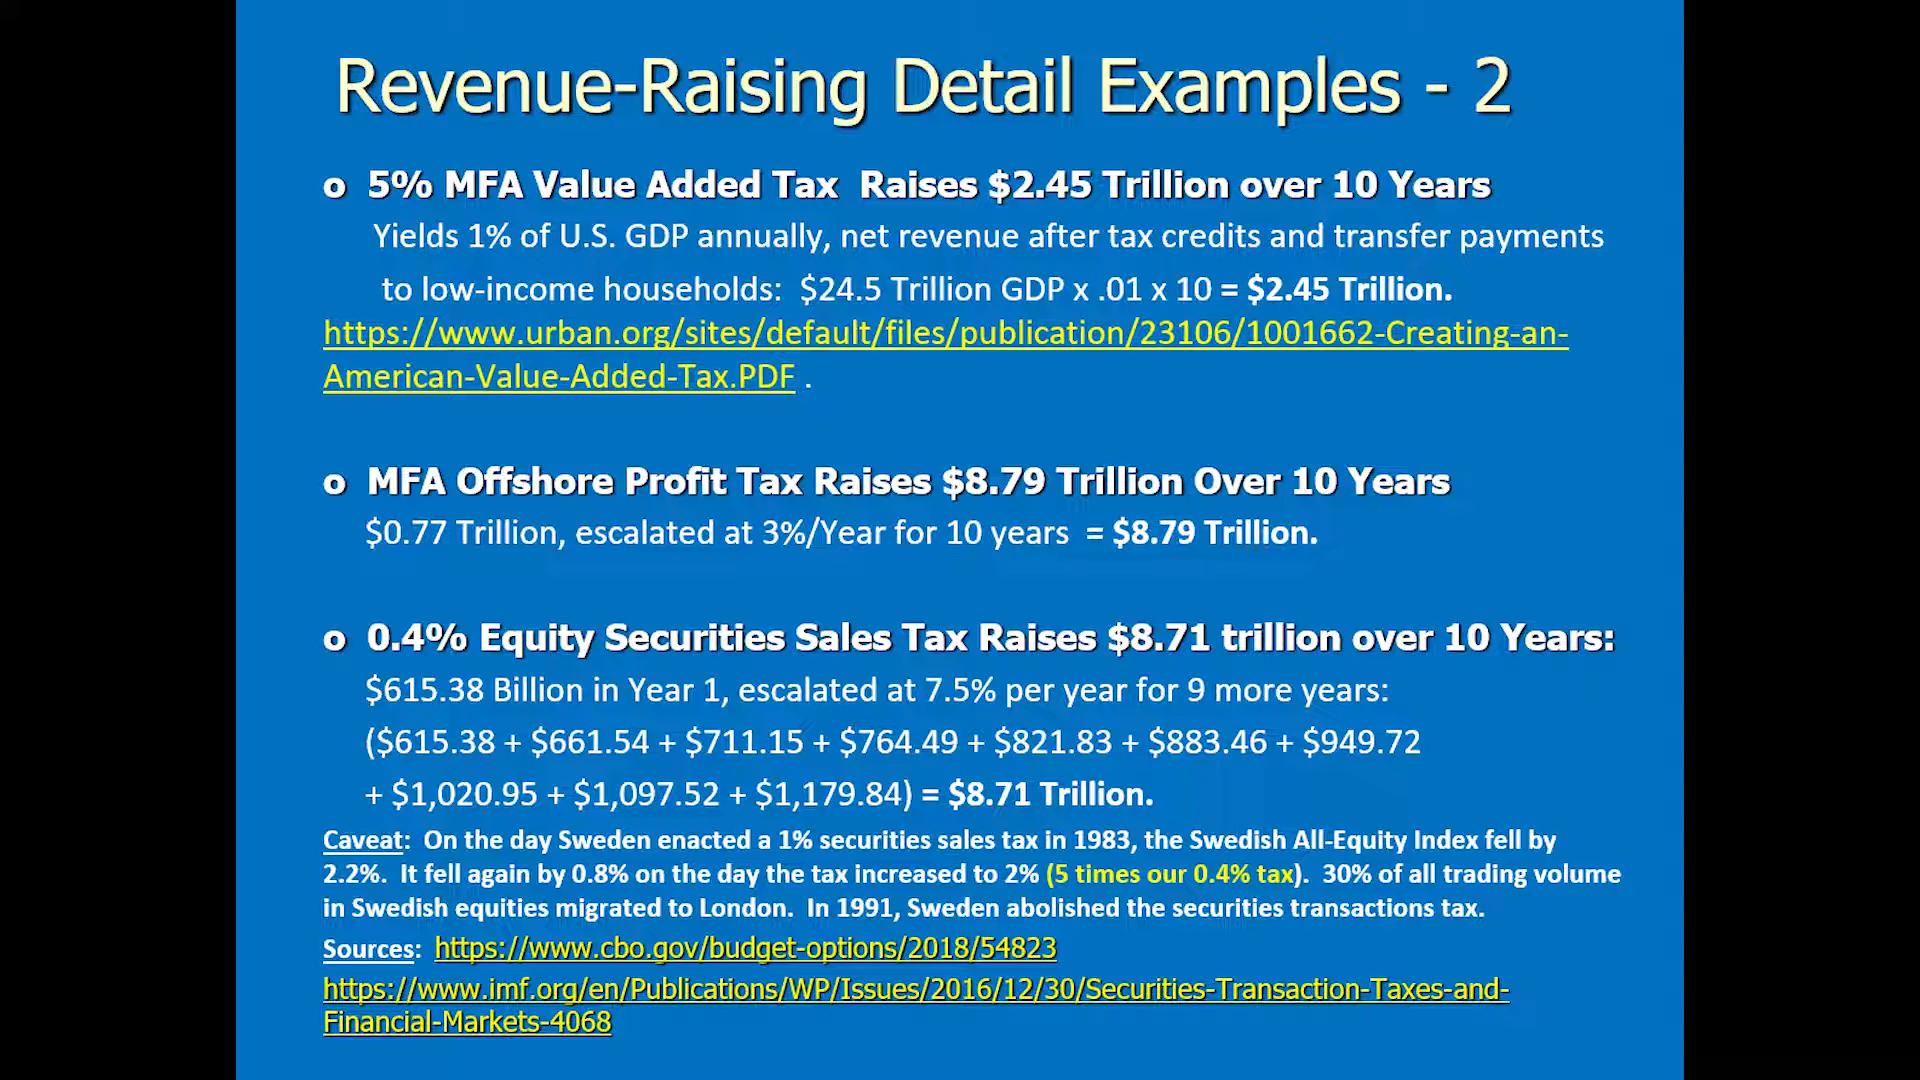 Revenue-Raising Detail Examples - 2
o 5% MFA Value Added Tax  Raises $2.45 Trillion over 10 Years
Yields 1% of U.S. GDP annually, net revenue after tax credits and transfer payments
to low-income households:  $24.5 Trillion GDP x .01 x 10 = $2.45 Trillion.
https://www.urban.org/sites/default/files/publication/23106/1001662-Creating-an-
American-Value-Added-Tax.PDF .
o MFA Offshore Profit Tax Raises $8.79 Trillion Over 10 Years
$0.77 Trillion, escalated at 3%/Year for 10 years  = $8.79 Trillion.
o 0.4% Equity Securities Sales Tax Raises $8.71 trillion over 10 Years:
$615.38 Billion in Year 1, escalated at 7.5% per year for 9 more years:
($615.38 + $661.54 + $711.15 + $764.49 + $821.83 + $883.46 + $949.72
+ $1,020.95 + $1,097.52 + $1,179.84) = $8.71 Trillion.
Caveat:  On the day Sweden enacted a 1% securities sales tax in 1983, the Swedish All-Equity Index fell by
2.2%.  It fell again by 0.8% on the day the tax increased to 2% (5 times our 0.4% tax).  30% of all trading volume
in Swedish equities migrated to London.  In 1991, Sweden abolished the securities transactions tax.
Sources:  https://www.cbo.gov/budget-options/2018/54823
https://www.imf.org/en/Publications/WP/Issues/2016/12/30/Securities-Transaction-Taxes-and-
Financial-Markets-4068